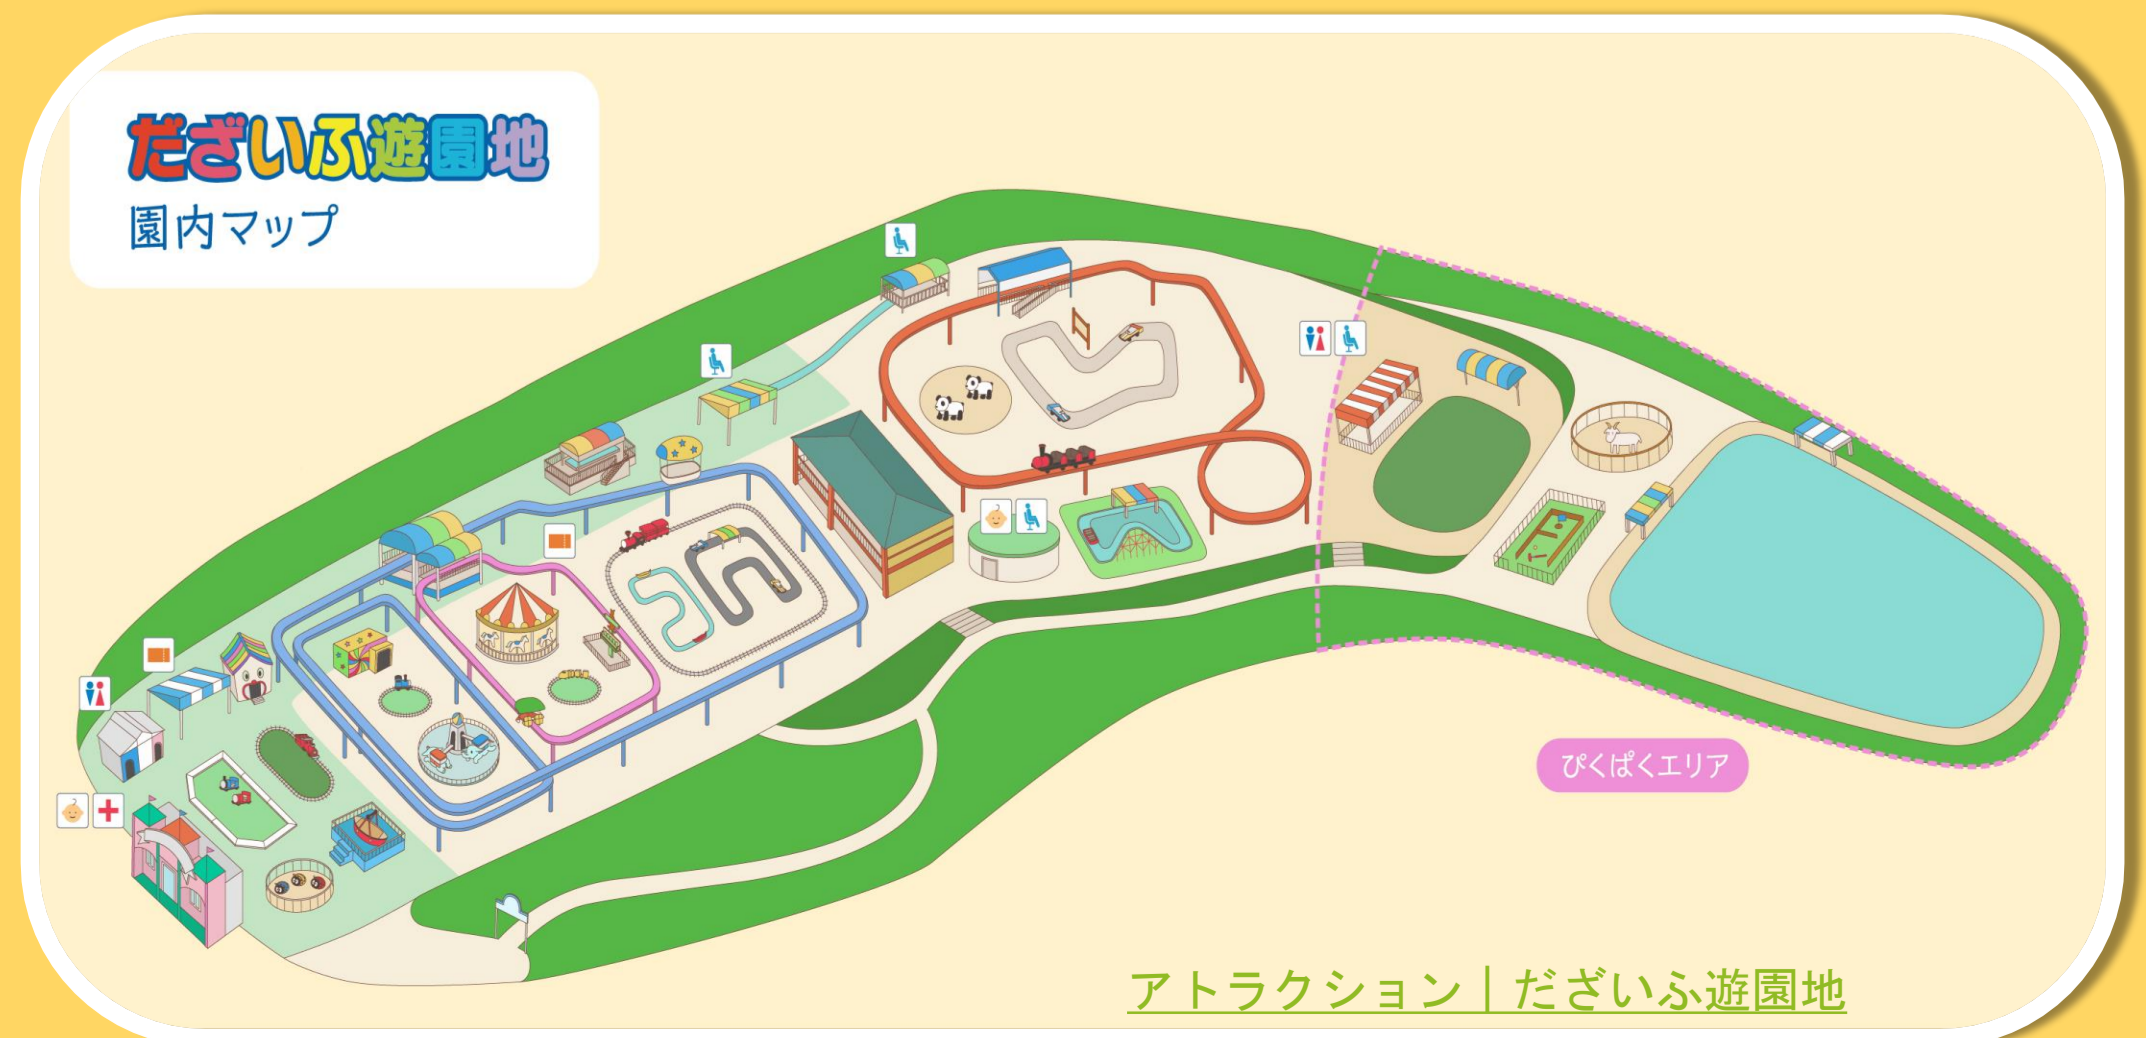 だざいふ遊園地
園内マップ
ぴくぱくエリア
アトラクション｜だざいふ遊園地